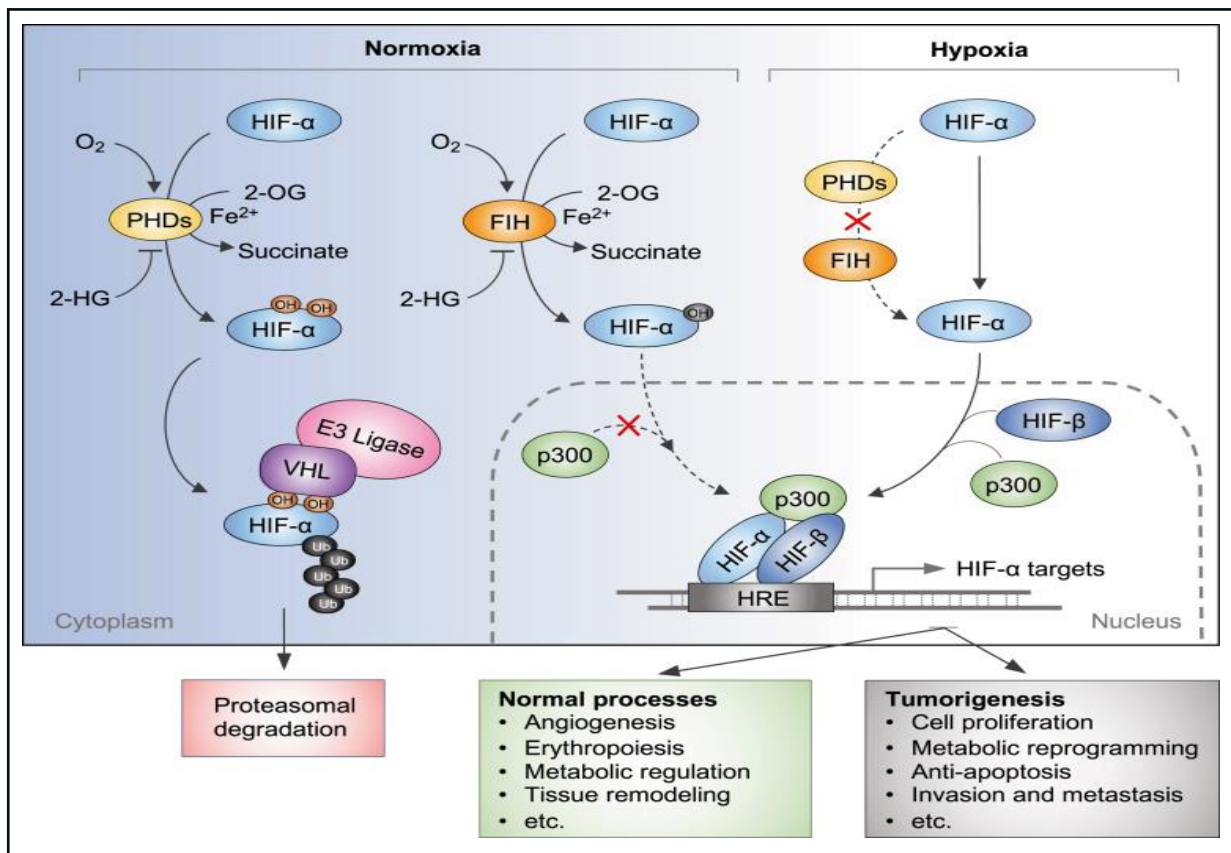 Normoxia
Hypoxia
HIF-α
HIF-α
HIF-α
O2
O2
PHDs
2-OG
2-OG
PHDs
Fe2+
FIH
Fe2+
Succinate
Succinate
FIH
2-HG
2-HG
OH OH
HIF-α
HIF-α
OH
HIF-α
E3 Ligase
VHL
OH OH
HIF-α
Ub
Ub
Ub
Ub
Ub
p300
HIF-β
p300
p300
HIF-α
HIF-β
HRE
HIF-α targets
Cytoplasm
Nucleus
Proteasomal
degradation
Normal processes
• Angiogenesis
• Erythropoiesis
• Metabolic regulation
• Tissue remodeling
• etc.
Tumorigenesis
• Cell proliferation
• Metabolic reprogramming
• Anti-apoptosis
• Invasion and metastasis
• etc.